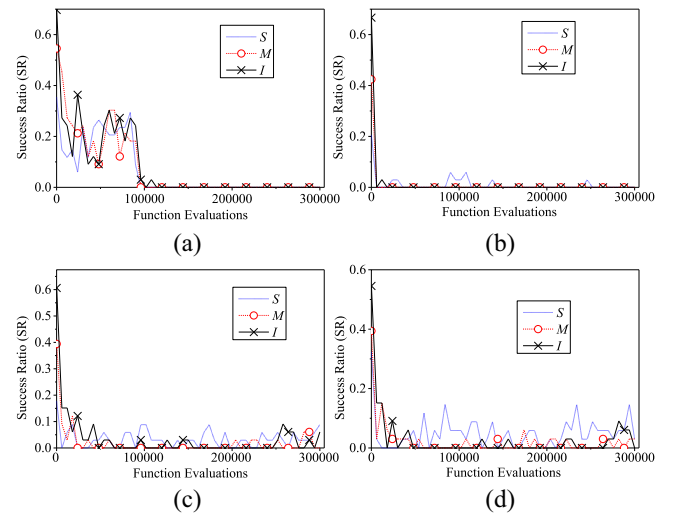 Success Ratio (SR)
0.6
0.4
0.2
0.0
0
100000
200000
300000
Function Evaluations
S
M
I
(a)
Success Ratio (SR)
0.6
0.4
0.2
0.0
0
100000
200000
300000
Function Evaluations
S
M
I
(b)
Success Ratio (SR)
0.6
0.5
0.4
0.3
0.2
0.1
0.0
0
100000
200000
300000
Function Evaluations
S
M
I
(c)
Success Ratio (SR)
0.6
0.4
0.2
0.0
0
100000
200000
300000
Function Evaluations
S
M
I
(d)